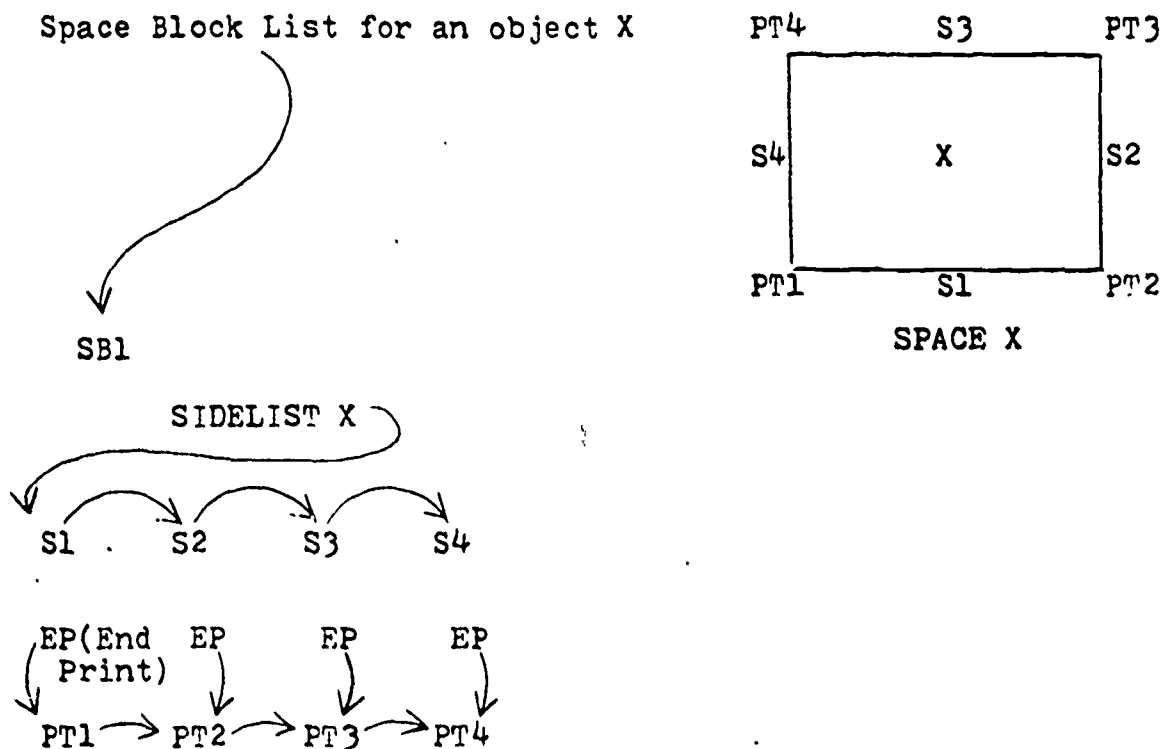 Space Block List for an object X
SB1
SIDELIST X
S1 S2 S3 S4
EP(End Print) EP EP EP
PT1 PT2 PT3 PT4
PT4 S3 PT3
S4 X S2
PT1 S1 PT2
SPACE X